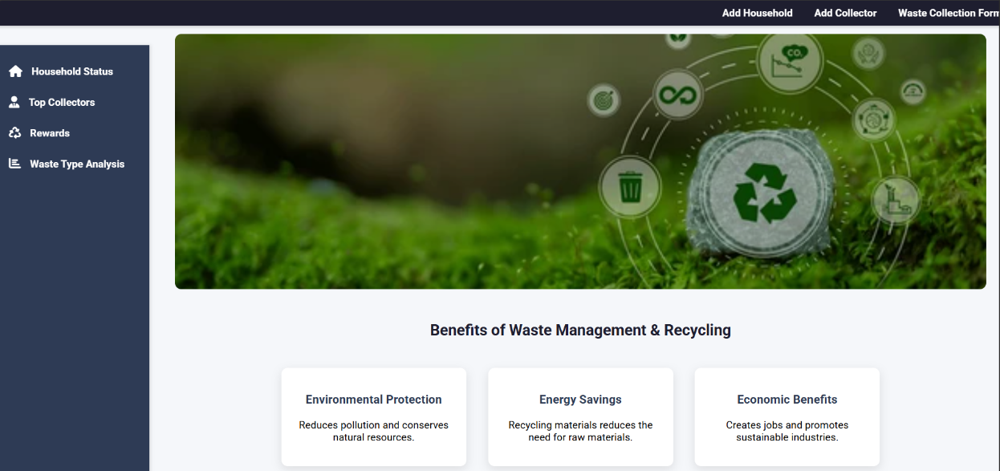 Add Household
Add Collector
Waste Collection Form
Household Status
Top Collectors
Rewards
Waste Type Analysis
CO₂
Benefits of Waste Management & Recycling
Environmental Protection
Reduces pollution and conserves
natural resources.
Energy Savings
Recycling materials reduces the
need for raw materials.
Economic Benefits
Creates jobs and promotes
sustainable industries.